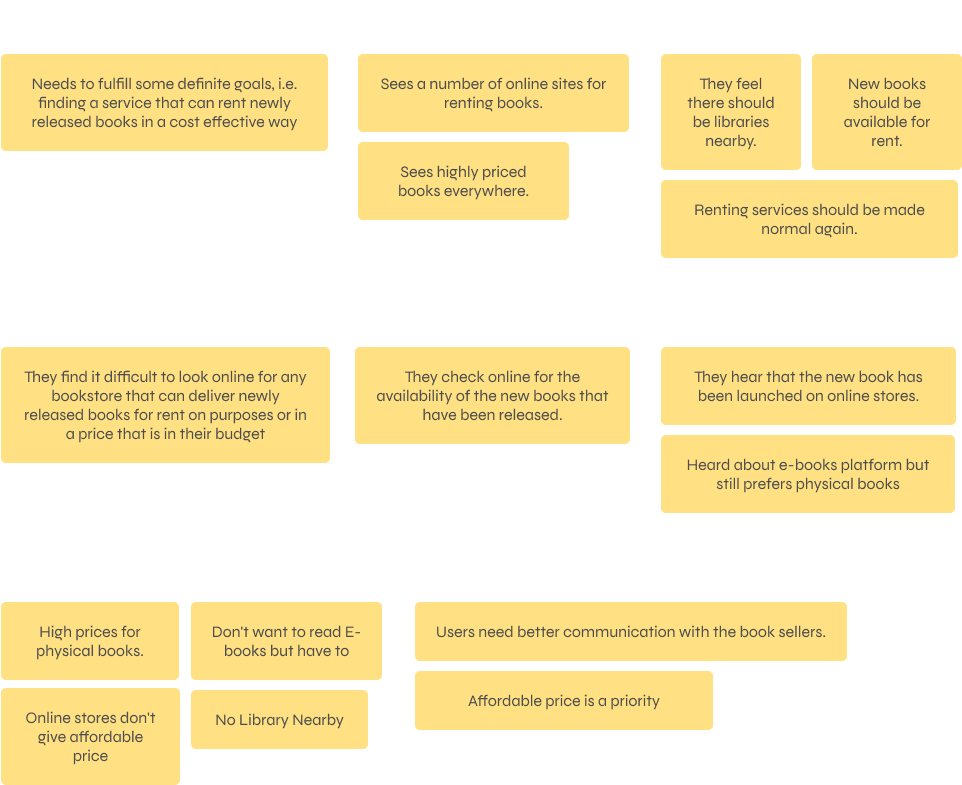 Needs to fulfill some definite goals, i.e.
finding a service that can rent newly
released books in a cost effective way
Sees a number of online sites for
renting books.
Sees highly priced
books everywhere.
They feel
there should
be libraries
nearby.
New books
should be
available for
rent.
Renting services should be made
normal again.
They find it difficult to look online for any
bookstore that can deliver newly
released books for rent on purposes or in
a price that is in their budget
They check online for the
availability of the new books that
have been released.
They hear that the new book has
been launched on online stores.
Heard about e-books platform but
still prefers physical books
High prices for
physical books.
Don't want to read E-
books but have to
Online stores don't
give affordable
price
No Library Nearby
Users need better communication with the book sellers.
Affordable price is a priority